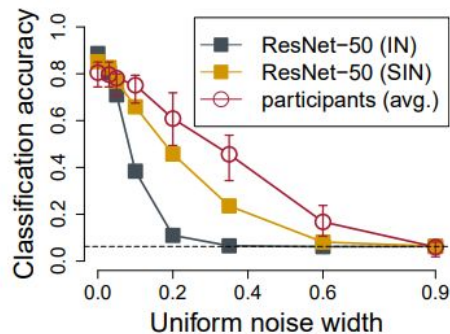 ResNet-50 (IN)
ResNet-50 (SIN)
participants (avg.)
Classification accuracy
1.0
0.8
0.6
0.4
0.2
0.0
0.0
0.2
0.4
0.6
0.9
Uniform noise width